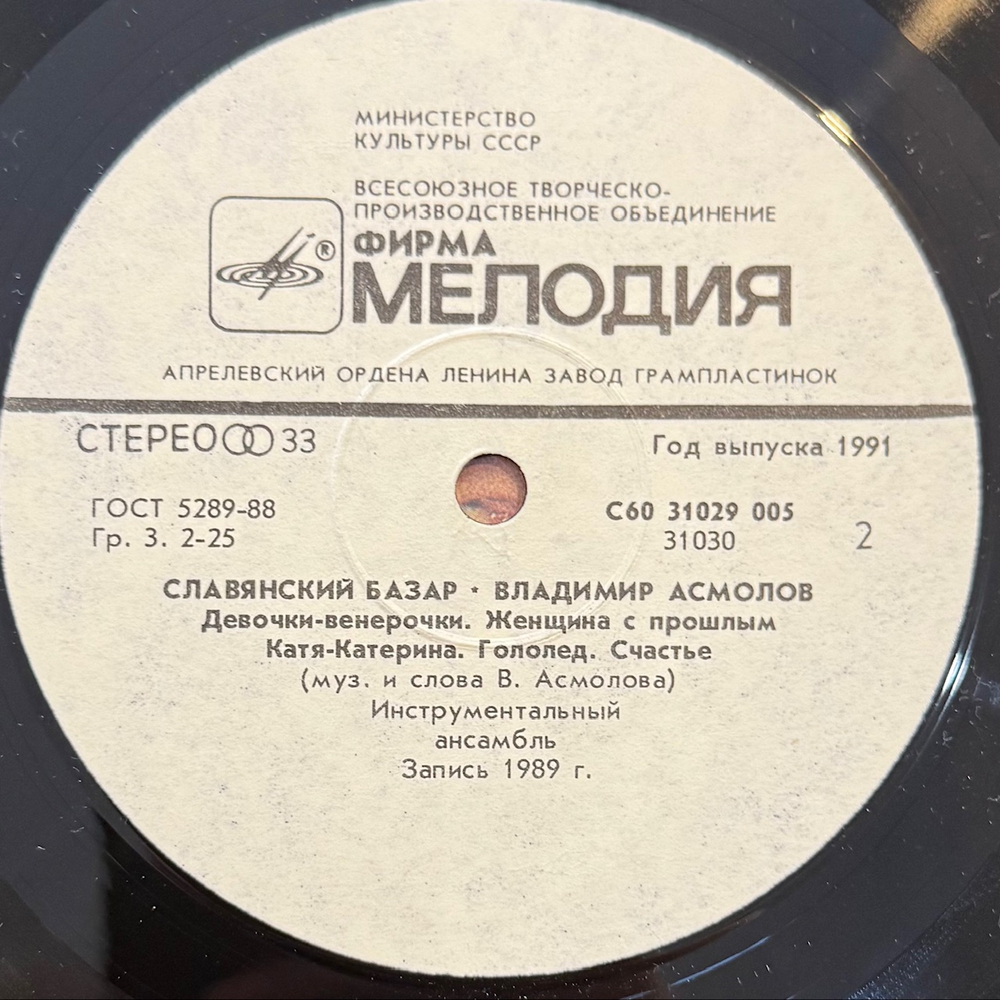 МИНИСТЕРСТВО
КУЛЬТУРЫ СССР
ВСЕСОЮЗНОЕ ТВОРЧЕСКО-
ПРОИЗВОДСТВЕННОЕ ОБЪЕДИНЕНИЕ
ФИРМА
®
МЕЛОДИЯ
АПРЕЛЕВСКИЙ ОРДЕНА ЛЕНИНА ЗАВОД ГРАМПЛАСТИНОК
СТЕРЕО 33
Год выпуска 1991
ГОСТ 5289-88
Гр. 3. 2-25
С60 31029 005
31030
2
СЛАВЯНСКИЙ БАЗАР · ВЛАДИМИР АСМОЛОВ
Девочки-венерочки. Женщина с прошлым
Катя-Катерина. Гололед. Счастье
(муз. и слова В. Асмолова)
Инструментальный
ансамбль
Запись 1989 г.